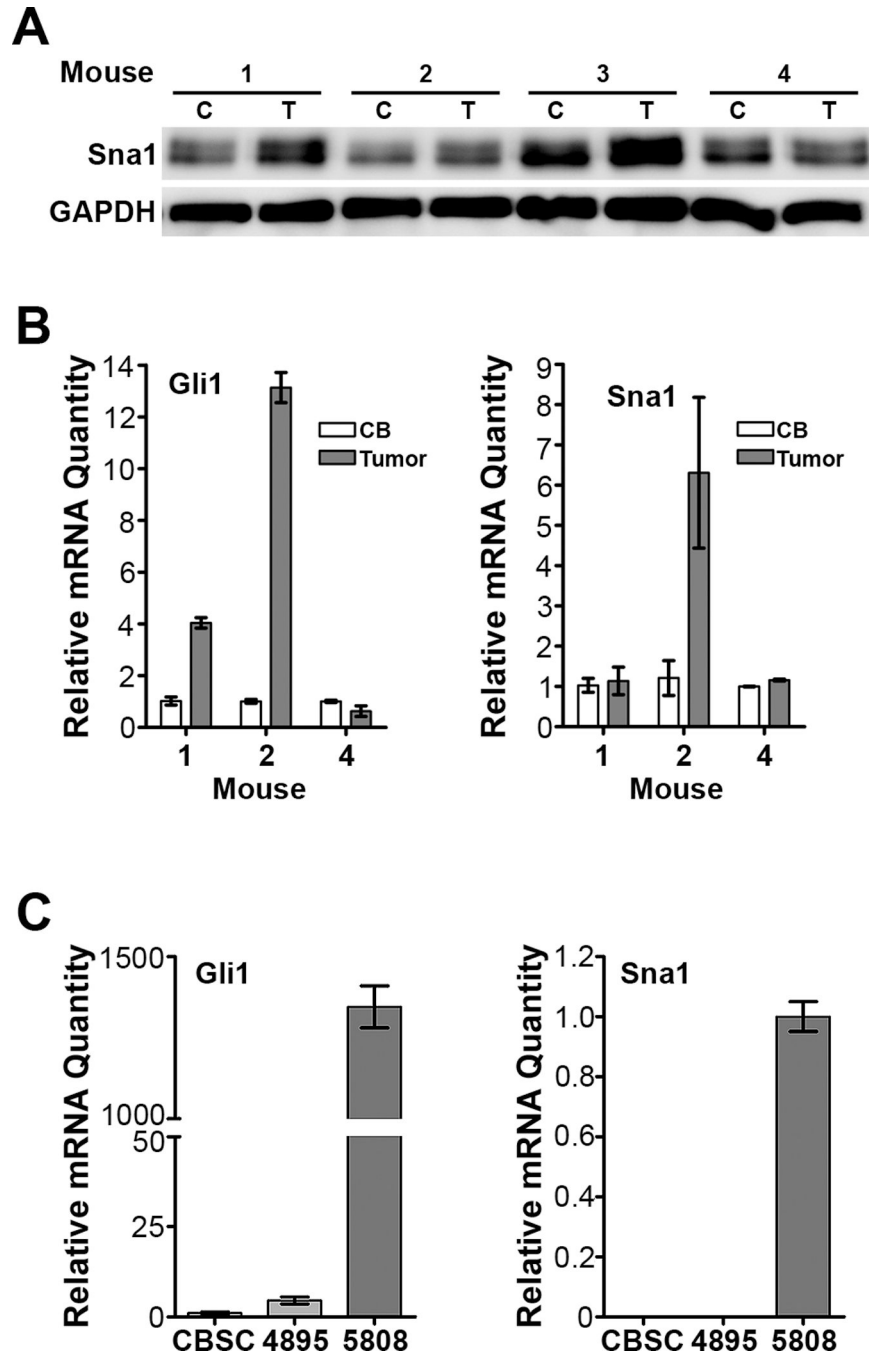 A
Mouse 1 2 3 4
C T C T C T C T
Sna1
GAPDH
B
Relative mRNA Quantity
14
12
10
8
6
4
2
0
Gli1
CB
Tumor
1 2 4
Mouse
Relative mRNA Quantity
9
8
7
6
5
4
3
2
1
0
Sna1
CB
Tumor
1 2 4
Mouse
C
Relative mRNA Quantity
1500
1000
50
25
0
Gli1
CBSC 4895 5808
Relative mRNA Quantity
1.2
1.0
0.8
0.6
0.4
0.2
0
Sna1
CBSC 4895 5808